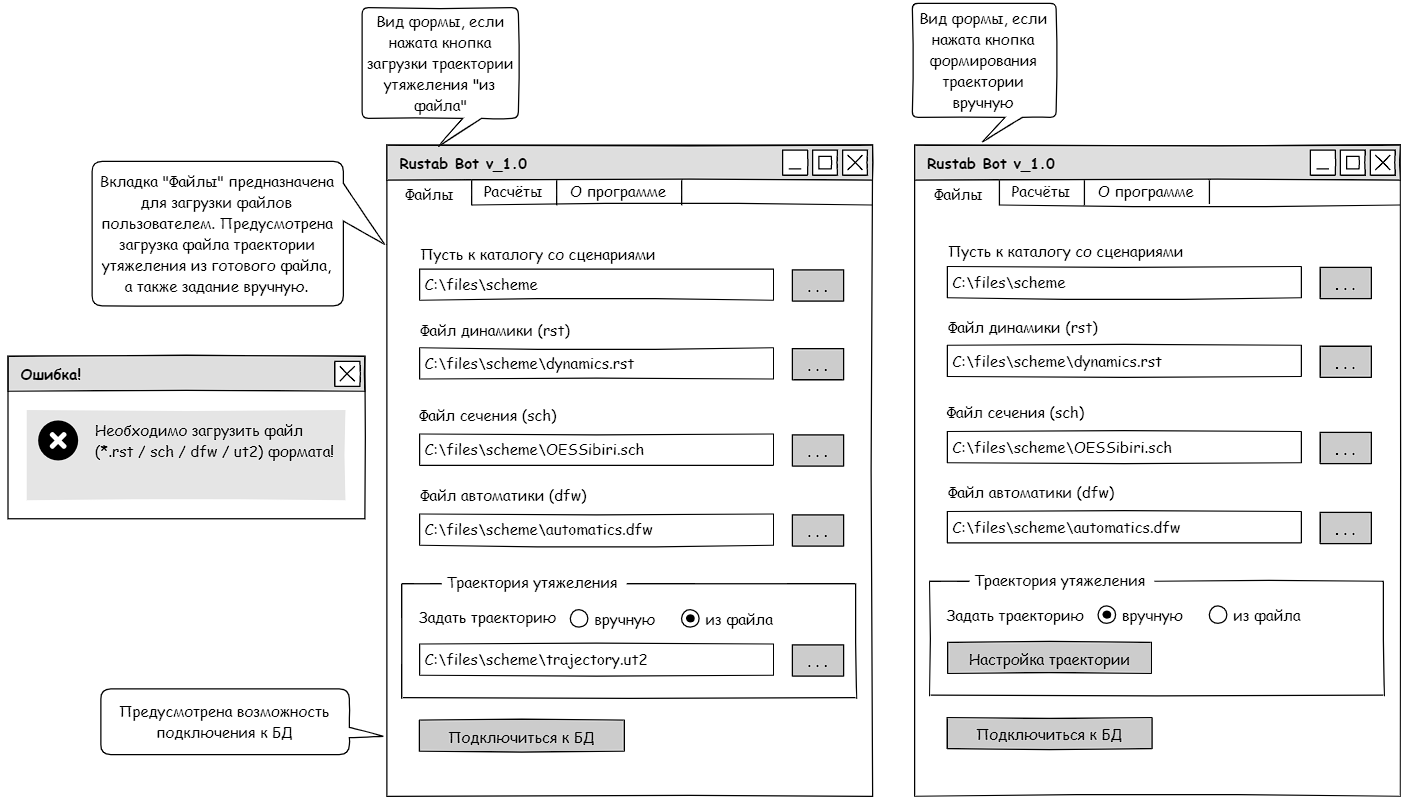 Вид формы, если
нажата кнопка
загрузки траектории
утяжеления "из
файла"
Вид формы, если
нажата кнопка
формирования
траектории
вручную
Вкладка "Файлы" предназначена
для загрузки файлов
пользователем. Предусмотрена
загрузка файла траектории
утяжеления из готового файла,
а также задание вручную.
Ошибка!
Необходимо загрузить файл
(*.rst / sch / dfw / ut2) формата!
Предусмотрена возможность
подключения к БД
Rustab Bot v_1.0
Файлы Расчёты О программе
Пусть к каталогу со сценариями
C:\files\scheme ...
Файл динамики (rst)
C:\files\scheme\dynamics.rst ...
Файл сечения (sch)
C:\files\scheme\OESSibiri.sch ...
Файл автоматики (dfw)
C:\files\scheme\automatics.dfw ...
Траектория утяжеления
Задать траекторию вручную из файла
C:\files\scheme\trajectory.ut2 ...
Подключиться к БД
Rustab Bot v_1.0
Файлы Расчёты О программе
Пусть к каталогу со сценариями
C:\files\scheme ...
Файл динамики (rst)
C:\files\scheme\dynamics.rst ...
Файл сечения (sch)
C:\files\scheme\OESSibiri.sch ...
Файл автоматики (dfw)
C:\files\scheme\automatics.dfw ...
Траектория утяжеления
Задать траекторию вручную из файла
Настройка траектории
Подключиться к БД